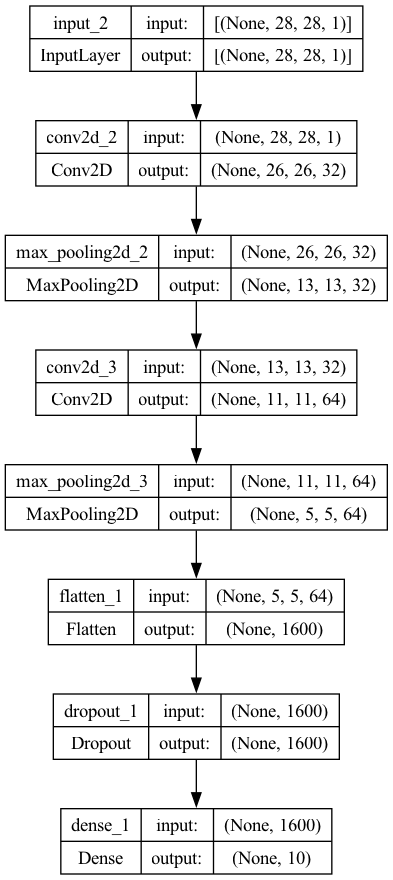 input_2 input: [(None, 28, 28, 1)]
InputLayer output: [(None, 28, 28, 1)]
conv2d_2 input: (None, 28, 28, 1)
Conv2D output: (None, 26, 26, 32)
max_pooling2d_2 input: (None, 26, 26, 32)
MaxPooling2D output: (None, 13, 13, 32)
conv2d_3 input: (None, 13, 13, 32)
Conv2D output: (None, 11, 11, 64)
max_pooling2d_3 input: (None, 11, 11, 64)
MaxPooling2D output: (None, 5, 5, 64)
flatten_1 input: (None, 5, 5, 64)
Flatten output: (None, 1600)
dropout_1 input: (None, 1600)
Dropout output: (None, 1600)
dense_1 input: (None, 1600)
Dense output: (None, 10)